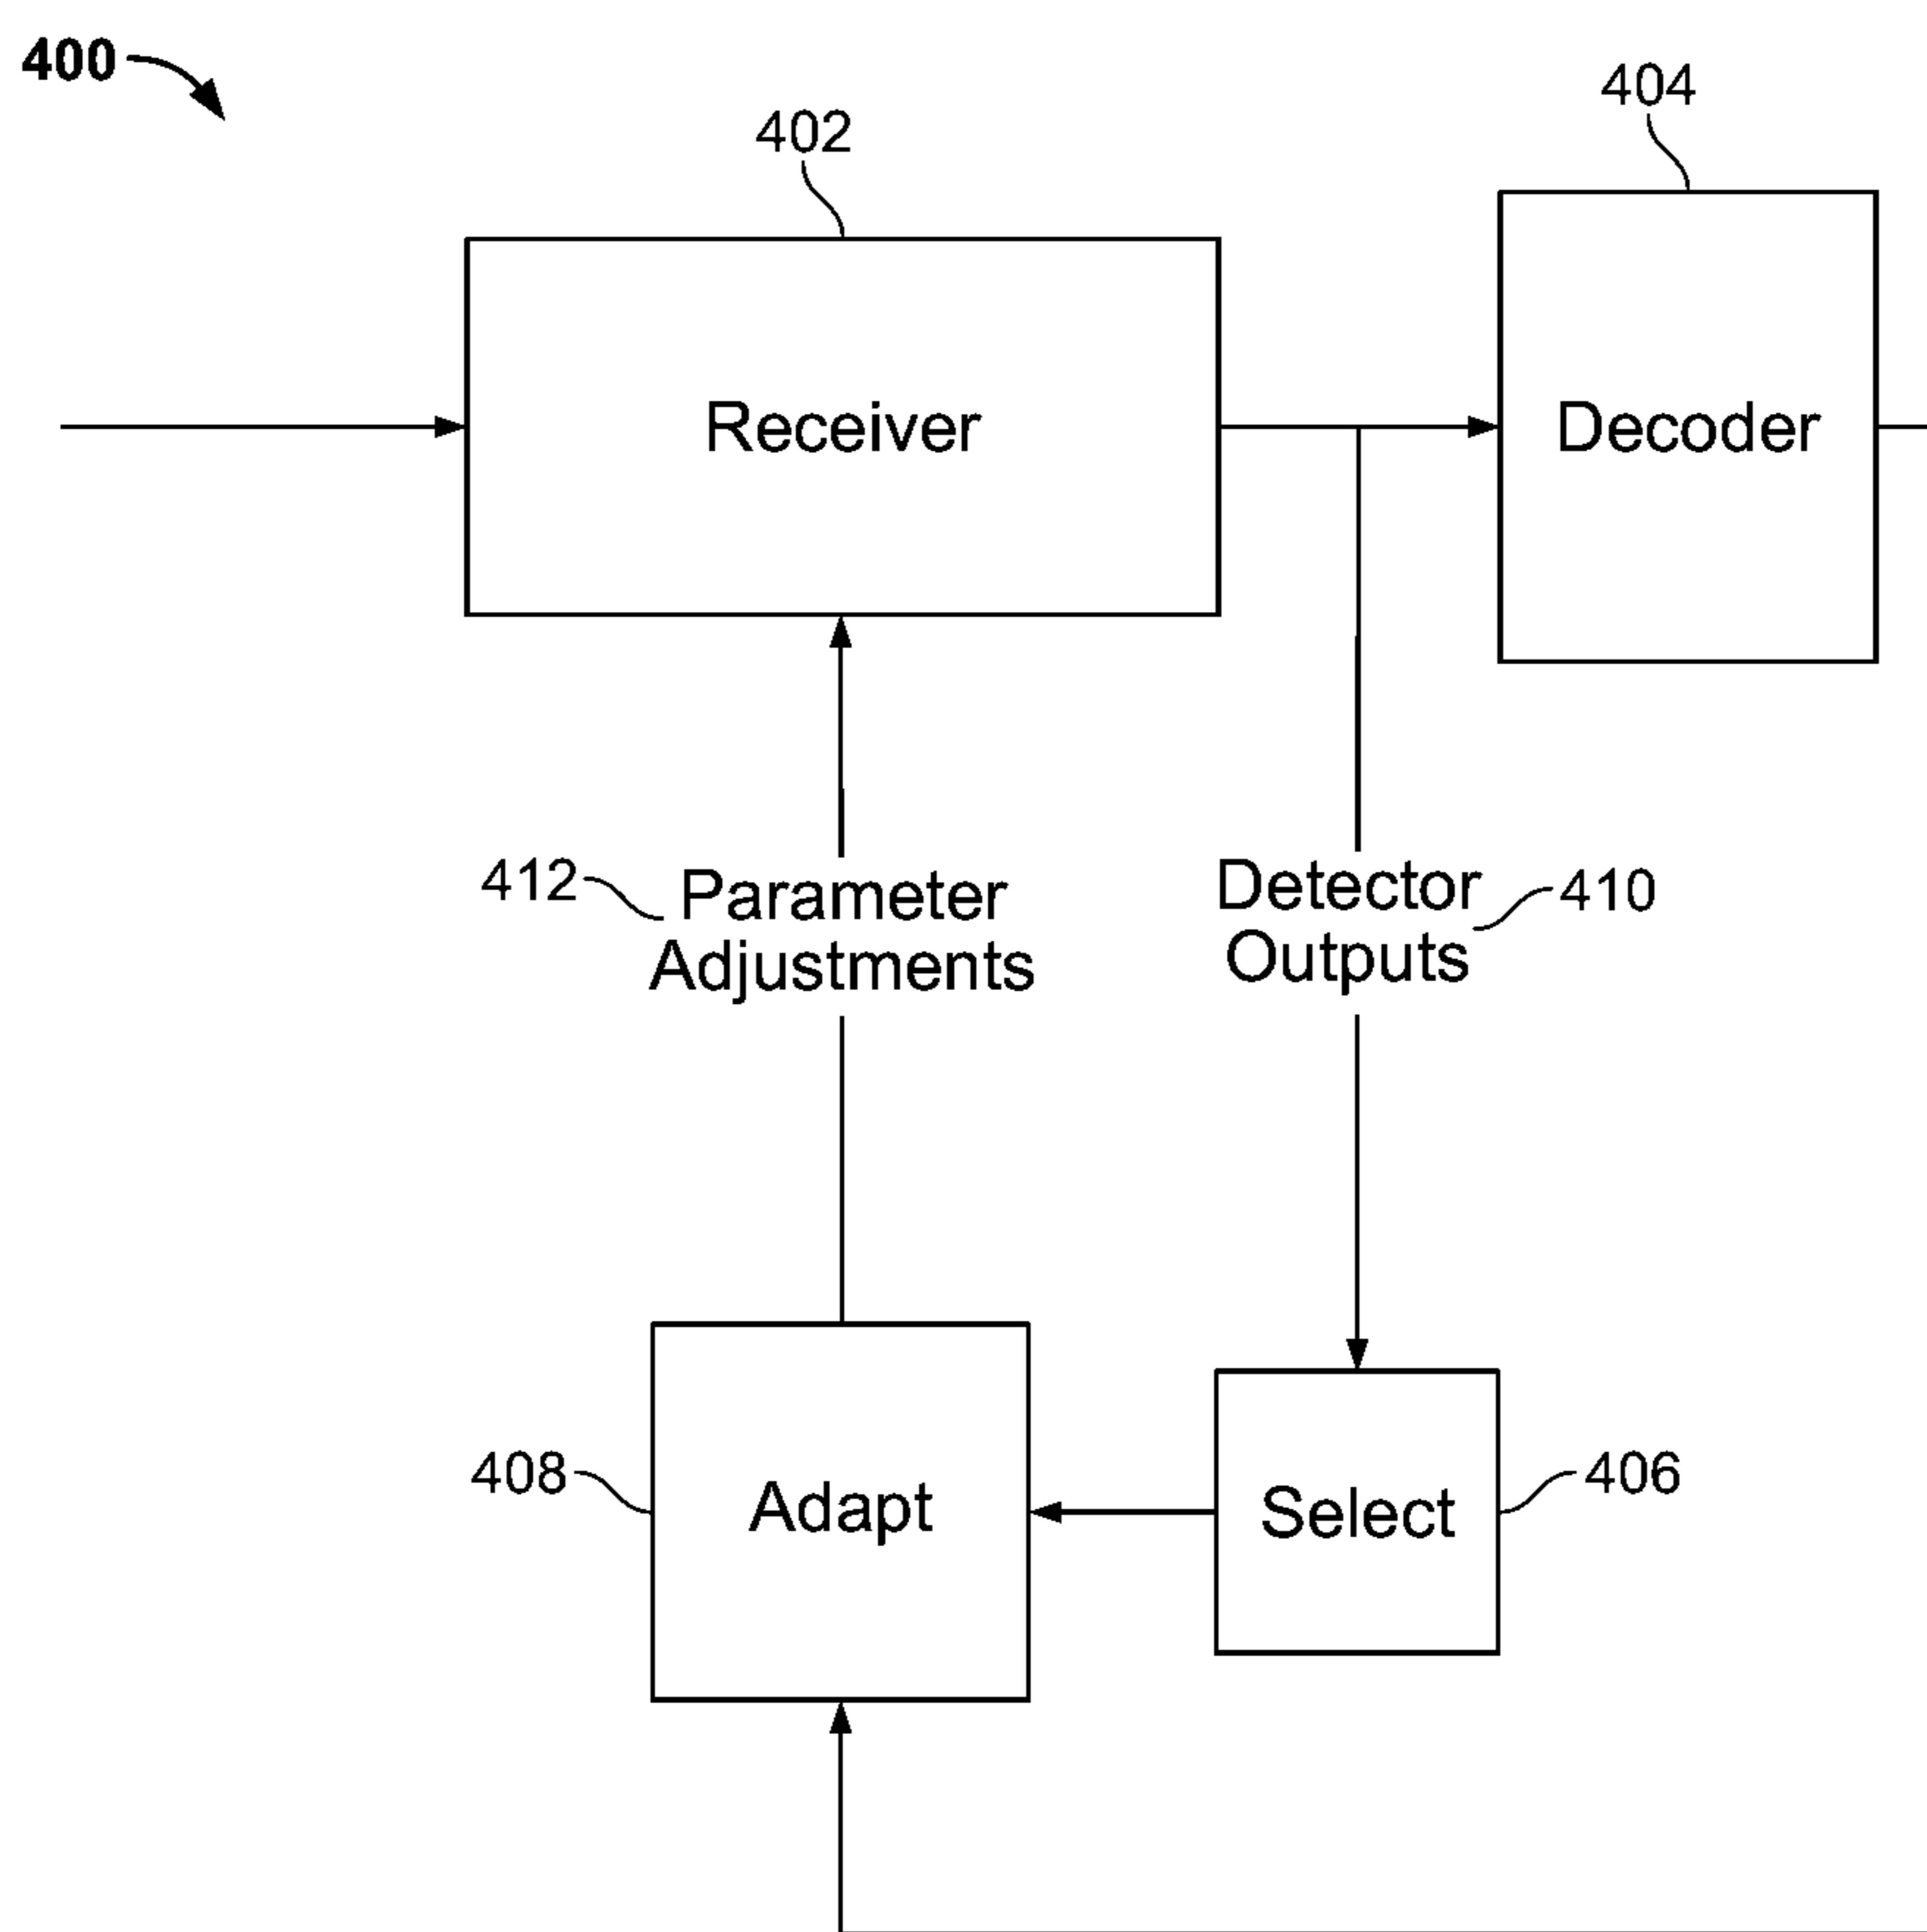 400
402
404
Receiver
Decoder
412
Parameter
Adjustments
Detector
Outputs
410
408
Adapt
Select
406